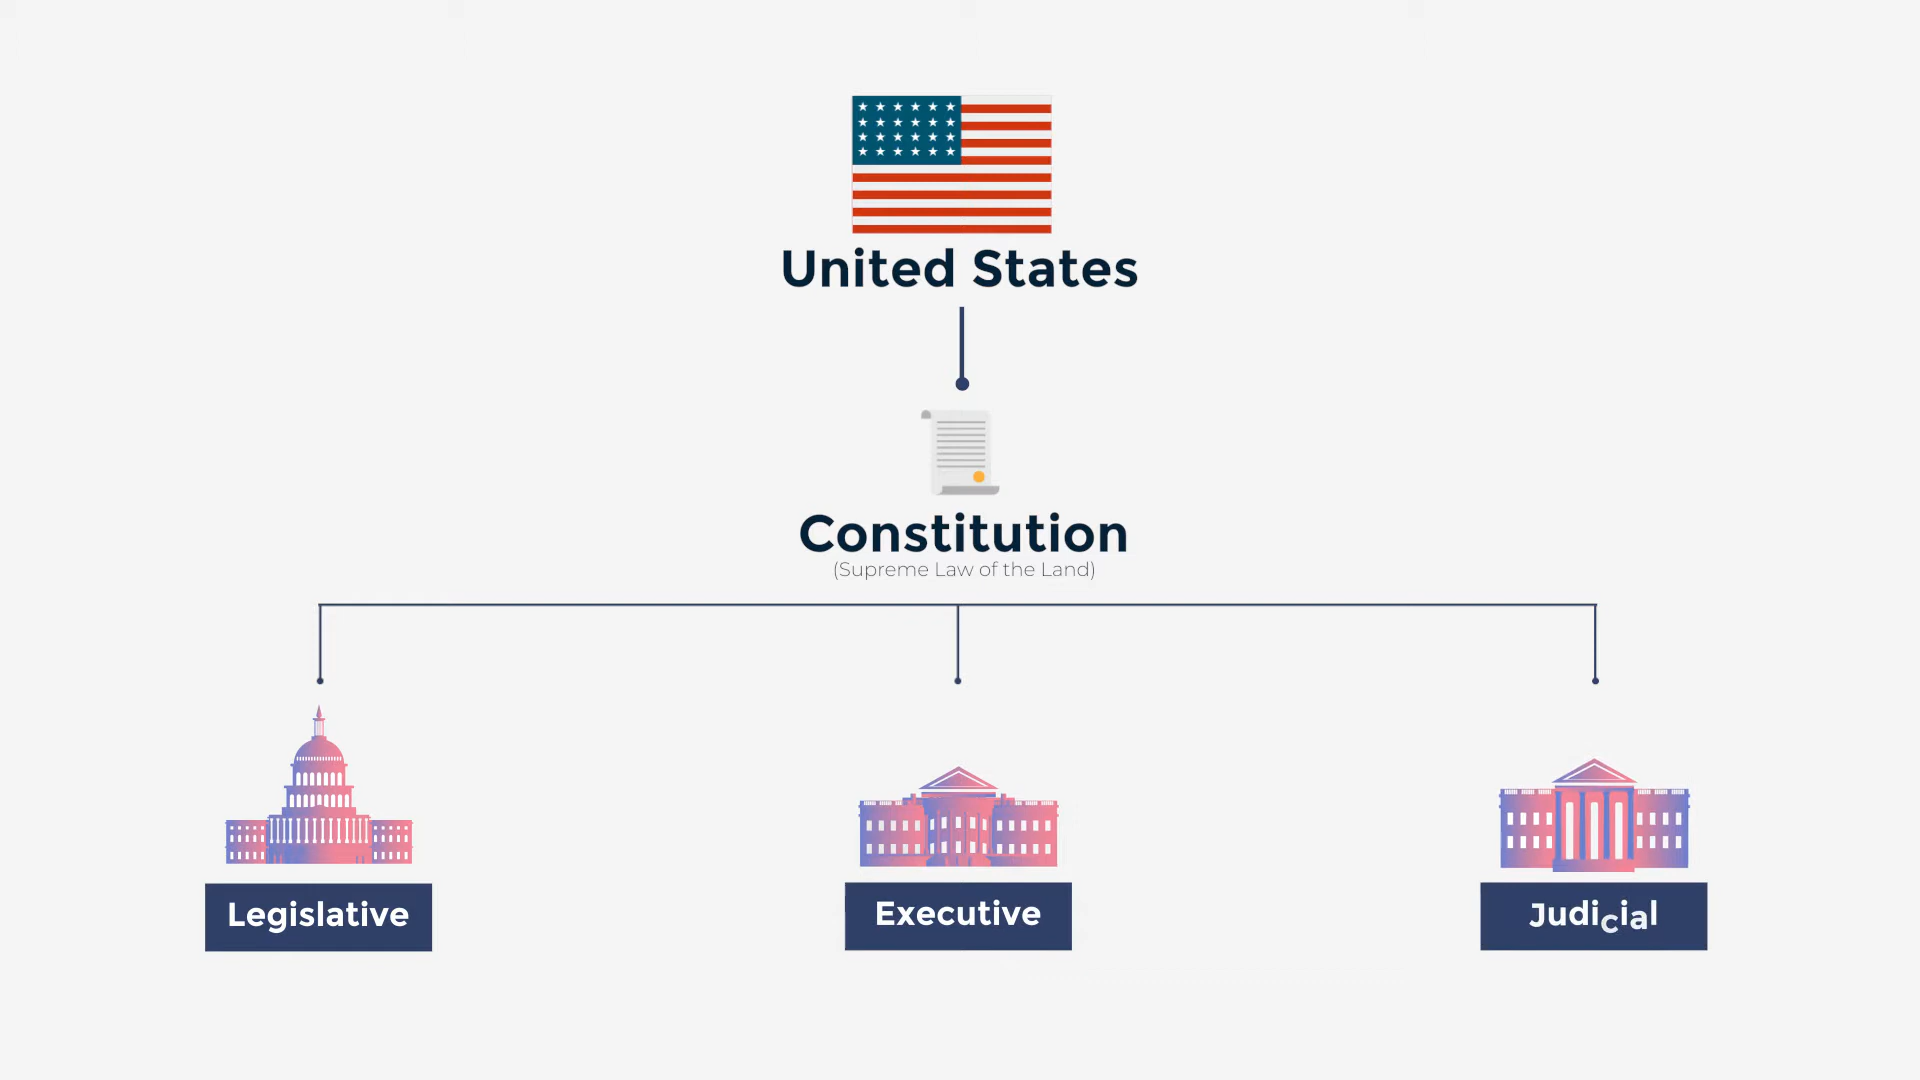 United States
Constitution
(Supreme Law of the Land)
Legislative
Executive
Judicial